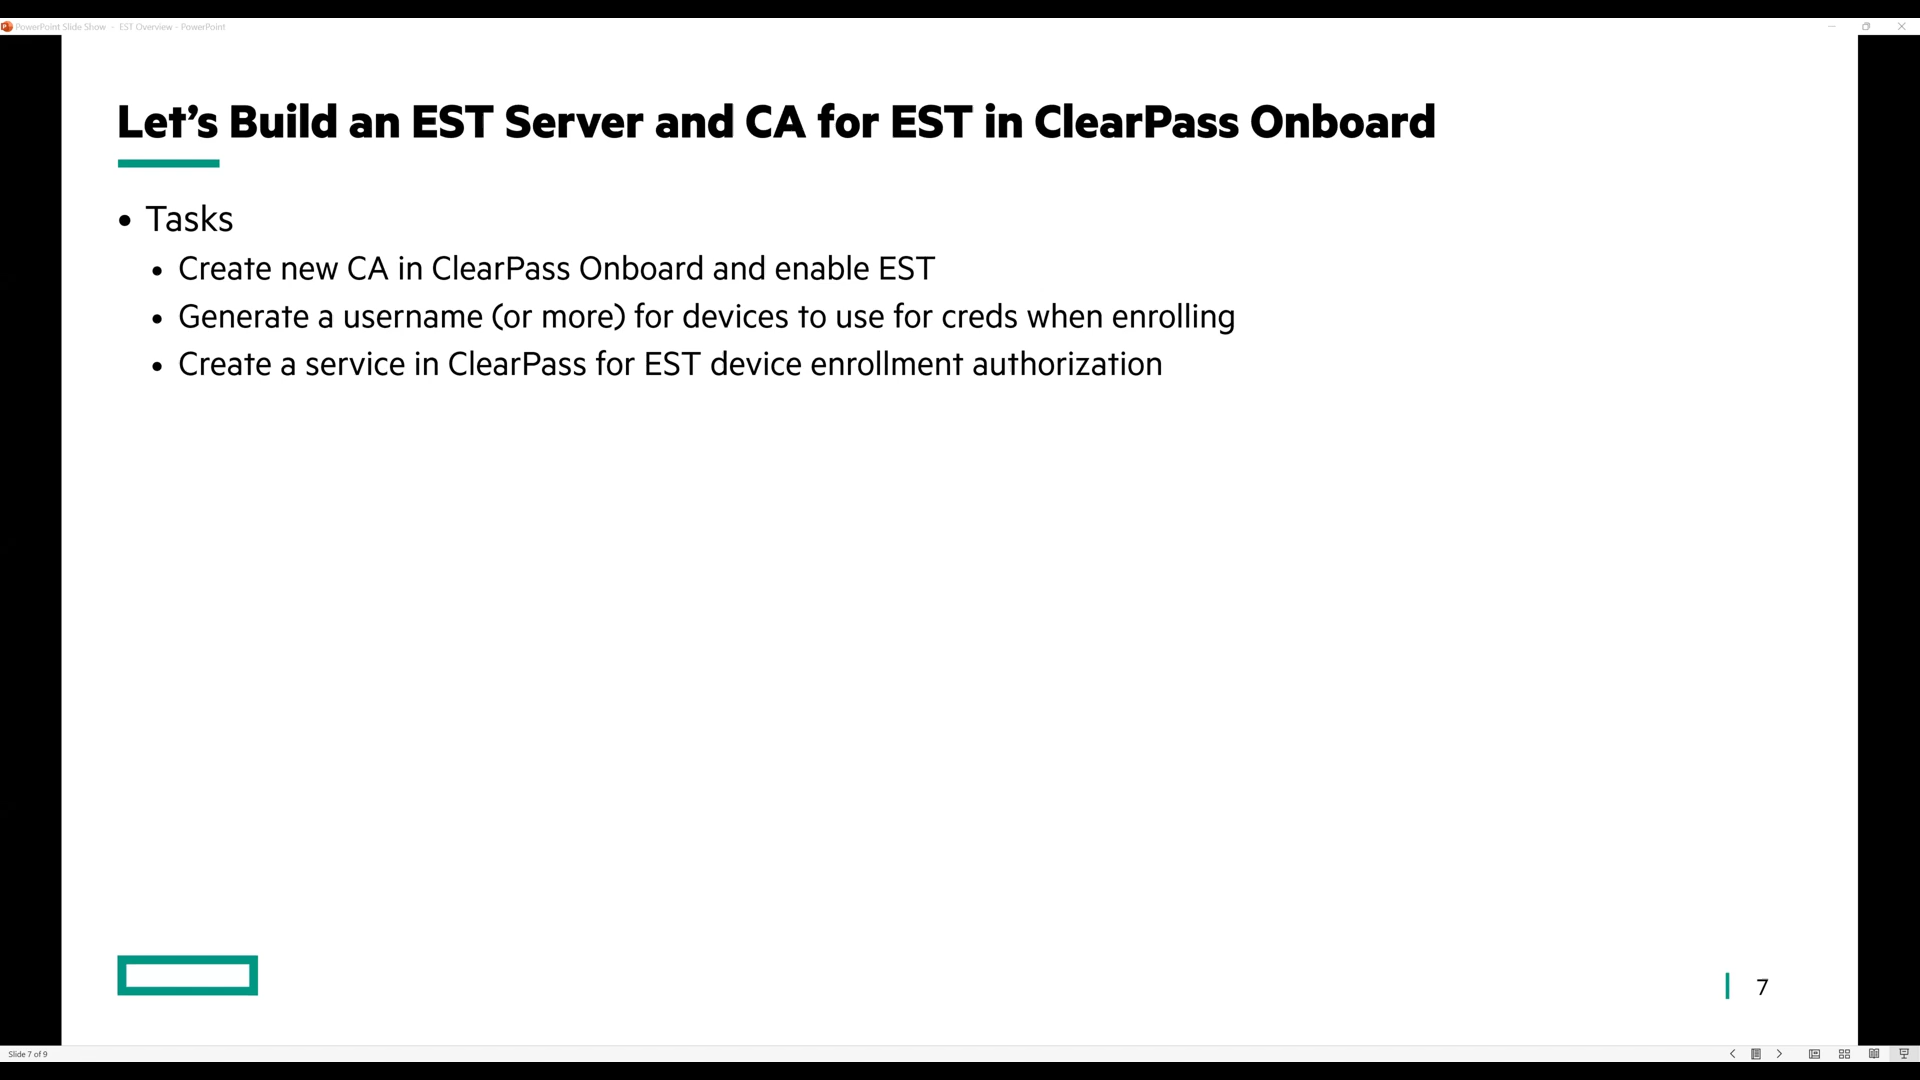 PowerPoint Slide Show - EST Overview - PowerPoint
Let's Build an EST Server and CA for EST in ClearPass Onboard
• Tasks
• Create new CA in ClearPass Onboard and enable EST
• Generate a username (or more) for devices to use for creds when enrolling
• Create a service in ClearPass for EST device enrollment authorization
7
Slide 7 of 9